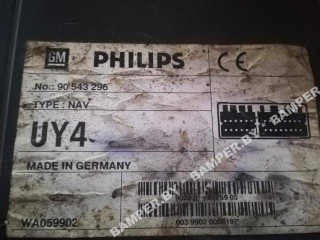 GM PHILIPS CE
No.: 90 543 296
TYPE : NAV
UY4
MADE IN GERMANY
WA059902
BAMPER.BY * BAMPER.BY * BAMPER